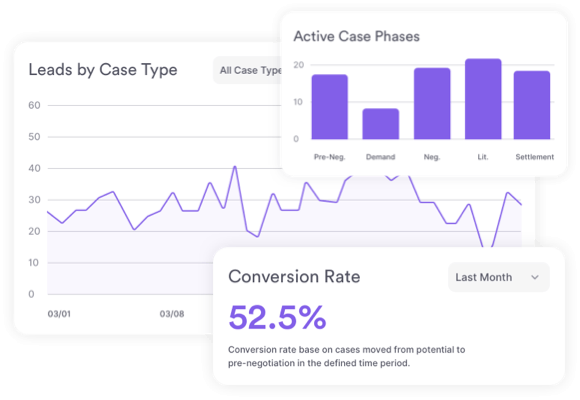 Active Case Phases
20
10
0
Pre-Neg.
Demand
Neg.
Lit.
Settlement
Leads by Case Type
All Case Type
60
50
40
30
20
10
0
03/01
03/08
Conversion Rate
Last Month
52.5%
Conversion rate base on cases moved from potential to
pre-negotiation in the defined time period.